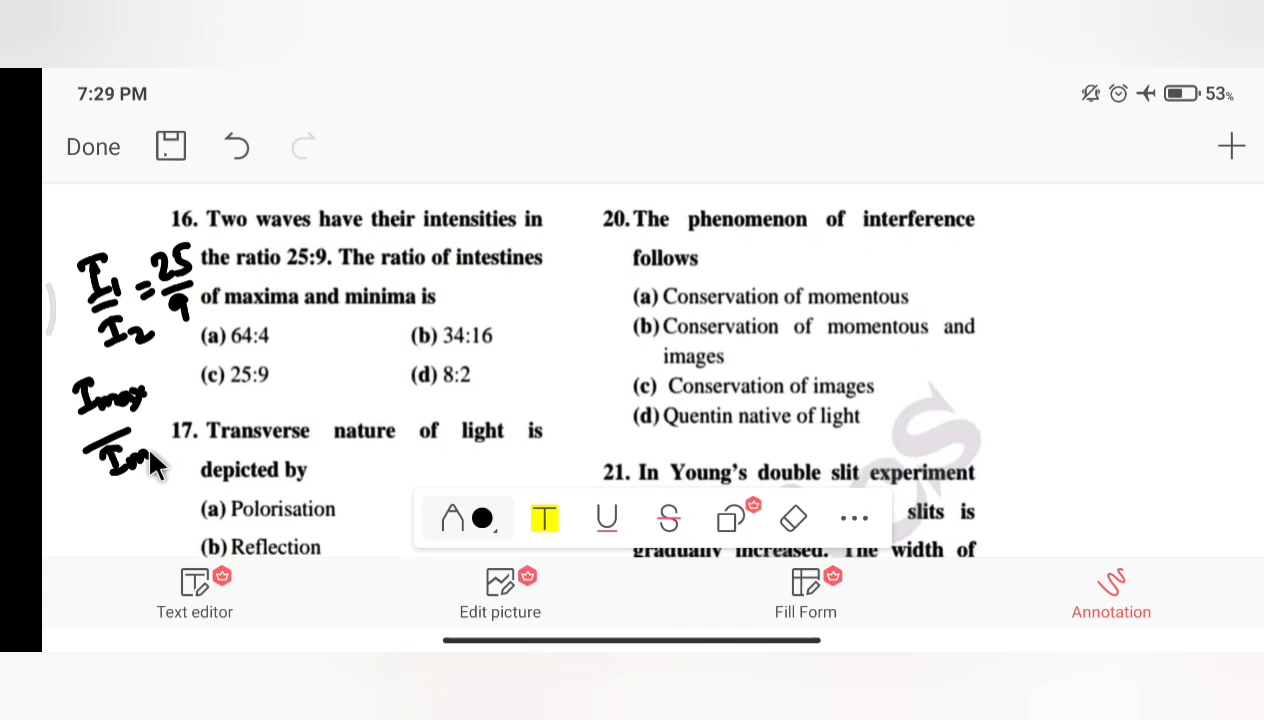 7:29 PM
53%
Done
16. Two waves have their intensities in
the ratio 25:9. The ratio of intestines
of maxima and minima is
(a) 64:4 (b) 34:16
(c) 25:9 (d) 8:2
I1/I2 = 25/9
Imax
Im
17. Transverse nature of light is
depicted by
(a) Polorisation
(b) Reflection
20. The phenomenon of interference
follows
(a) Conservation of momentous
(b) Conservation of momentous and
images
(c) Conservation of images
(d) Quentin native of light
21. In Young's double slit experiment
slits is
gradually increased. The width of
T
U
S
Text editor
Edit picture
Fill Form
Annotation